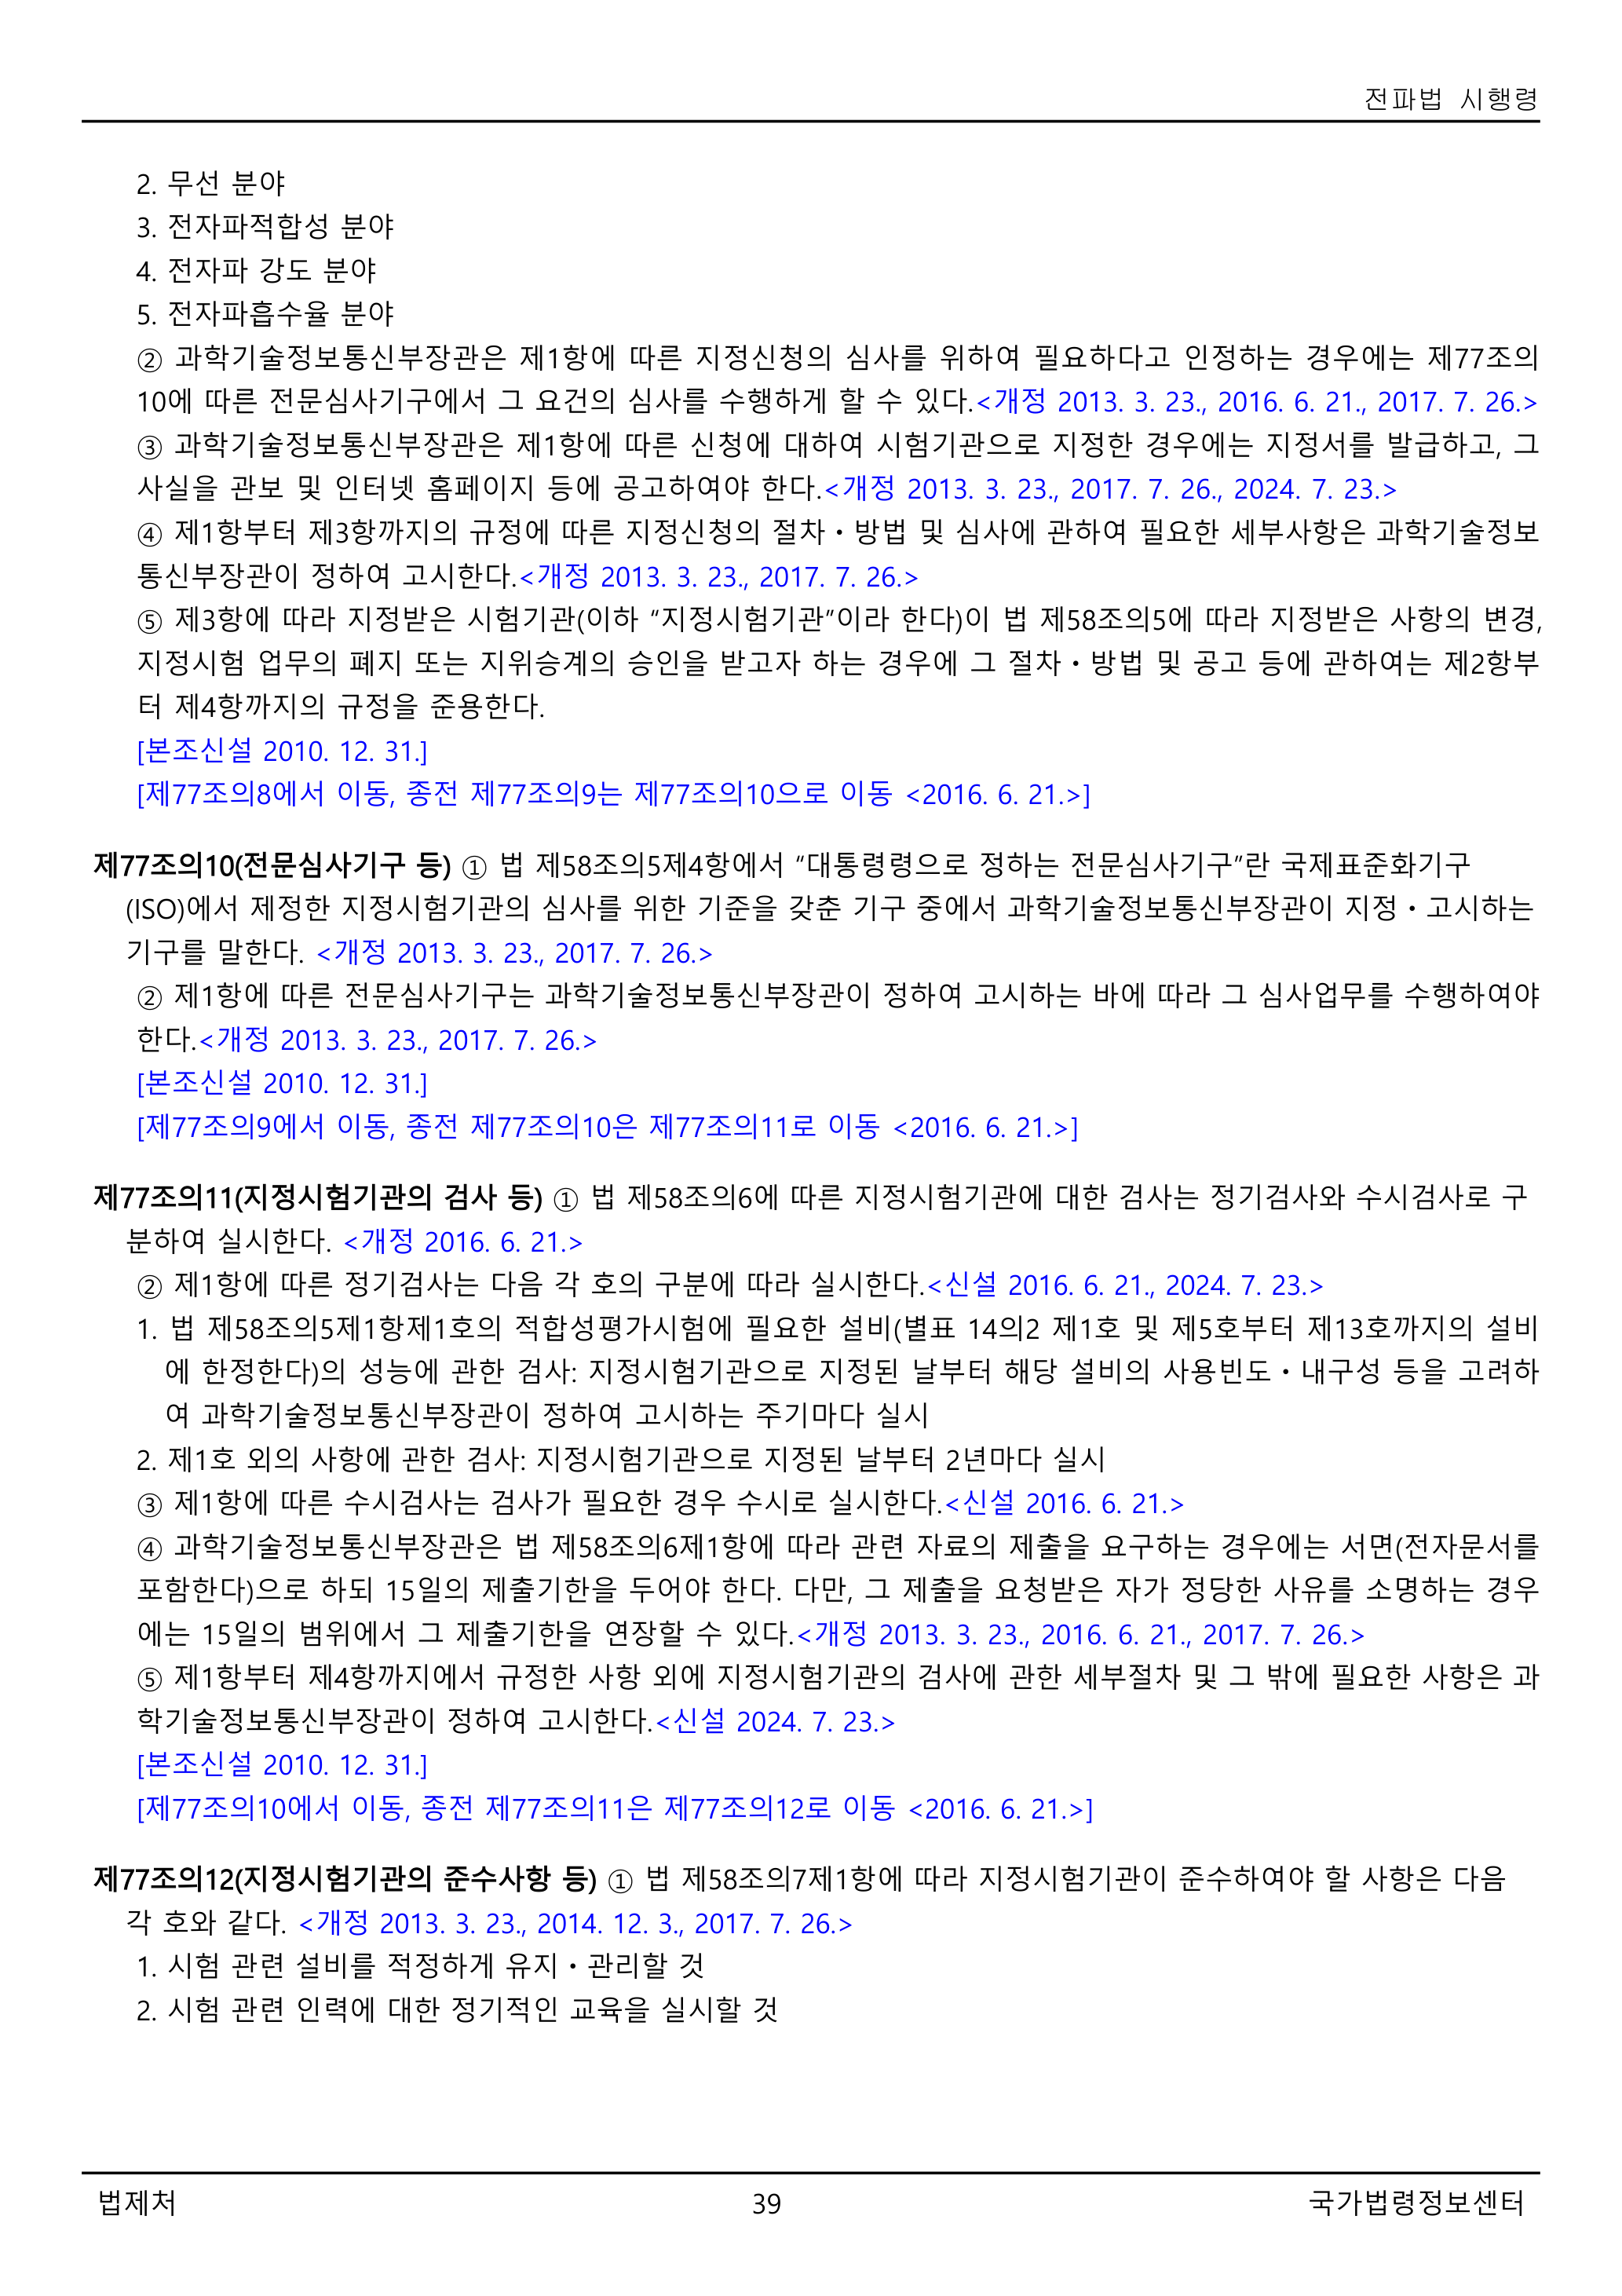 전파법 시행령
2. 무선 분야
3. 전자파적합성 분야
4. 전자파 강도 분야
5. 전자파흡수율 분야
② 과학기술정보통신부장관은 제1항에 따른 지정신청의 심사를 위하여 필요하다고 인정하는 경우에는 제77조의
10에 따른 전문심사기구에서 그 요건의 심사를 수행하게 할 수 있다.<개정 2013. 3. 23., 2016. 6. 21., 2017. 7. 26.>
③ 과학기술정보통신부장관은 제1항에 따른 신청에 대하여 시험기관으로 지정한 경우에는 지정서를 발급하고, 그
사실을 관보 및 인터넷 홈페이지 등에 공고하여야 한다.<개정 2013. 3. 23., 2017. 7. 26., 2024. 7. 23.>
④ 제1항부터 제3항까지의 규정에 따른 지정신청의 절차ㆍ방법 및 심사에 관하여 필요한 세부사항은 과학기술정보
통신부장관이 정하여 고시한다.<개정 2013. 3. 23., 2017. 7. 26.>
⑤ 제3항에 따라 지정받은 시험기관(이하 “지정시험기관”이라 한다)이 법 제58조의5에 따라 지정받은 사항의 변경,
지정시험 업무의 폐지 또는 지위승계의 승인을 받고자 하는 경우에 그 절차ㆍ방법 및 공고 등에 관하여는 제2항부
터 제4항까지의 규정을 준용한다.
[본조신설 2010. 12. 31.]
[제77조의8에서 이동, 종전 제77조의9는 제77조의10으로 이동 <2016. 6. 21.>]
제77조의10(전문심사기구 등) ① 법 제58조의5제4항에서 “대통령령으로 정하는 전문심사기구”란 국제표준화기구
(ISO)에서 제정한 지정시험기관의 심사를 위한 기준을 갖춘 기구 중에서 과학기술정보통신부장관이 지정ㆍ고시하는
기구를 말한다. <개정 2013. 3. 23., 2017. 7. 26.>
② 제1항에 따른 전문심사기구는 과학기술정보통신부장관이 정하여 고시하는 바에 따라 그 심사업무를 수행하여야
한다.<개정 2013. 3. 23., 2017. 7. 26.>
[본조신설 2010. 12. 31.]
[제77조의9에서 이동, 종전 제77조의10은 제77조의11로 이동 <2016. 6. 21.>]
제77조의11(지정시험기관의 검사 등) ① 법 제58조의6에 따른 지정시험기관에 대한 검사는 정기검사와 수시검사로 구
분하여 실시한다. <개정 2016. 6. 21.>
② 제1항에 따른 정기검사는 다음 각 호의 구분에 따라 실시한다.<신설 2016. 6. 21., 2024. 7. 23.>
1. 법 제58조의5제1항제1호의 적합성평가시험에 필요한 설비(별표 14의2 제1호 및 제5호부터 제13호까지의 설비
에 한정한다)의 성능에 관한 검사: 지정시험기관으로 지정된 날부터 해당 설비의 사용빈도ㆍ내구성 등을 고려하
여 과학기술정보통신부장관이 정하여 고시하는 주기마다 실시
2. 제1호 외의 사항에 관한 검사: 지정시험기관으로 지정된 날부터 2년마다 실시
③ 제1항에 따른 수시검사는 검사가 필요한 경우 수시로 실시한다.<신설 2016. 6. 21.>
④ 과학기술정보통신부장관은 법 제58조의6제1항에 따라 관련 자료의 제출을 요구하는 경우에는 서면(전자문서를
포함한다)으로 하되 15일의 제출기한을 두어야 한다. 다만, 그 제출을 요청받은 자가 정당한 사유를 소명하는 경우
에는 15일의 범위에서 그 제출기한을 연장할 수 있다.<개정 2013. 3. 23., 2016. 6. 21., 2017. 7. 26.>
⑤ 제1항부터 제4항까지에서 규정한 사항 외에 지정시험기관의 검사에 관한 세부절차 및 그 밖에 필요한 사항은 과
학기술정보통신부장관이 정하여 고시한다.<신설 2024. 7. 23.>
[본조신설 2010. 12. 31.]
[제77조의10에서 이동, 종전 제77조의11은 제77조의12로 이동 <2016. 6. 21.>]
제77조의12(지정시험기관의 준수사항 등) ① 법 제58조의7제1항에 따라 지정시험기관이 준수하여야 할 사항은 다음
각 호와 같다. <개정 2013. 3. 23., 2014. 12. 3., 2017. 7. 26.>
1. 시험 관련 설비를 적정하게 유지ㆍ관리할 것
2. 시험 관련 인력에 대한 정기적인 교육을 실시할 것
법제처 39 국가법령정보센터